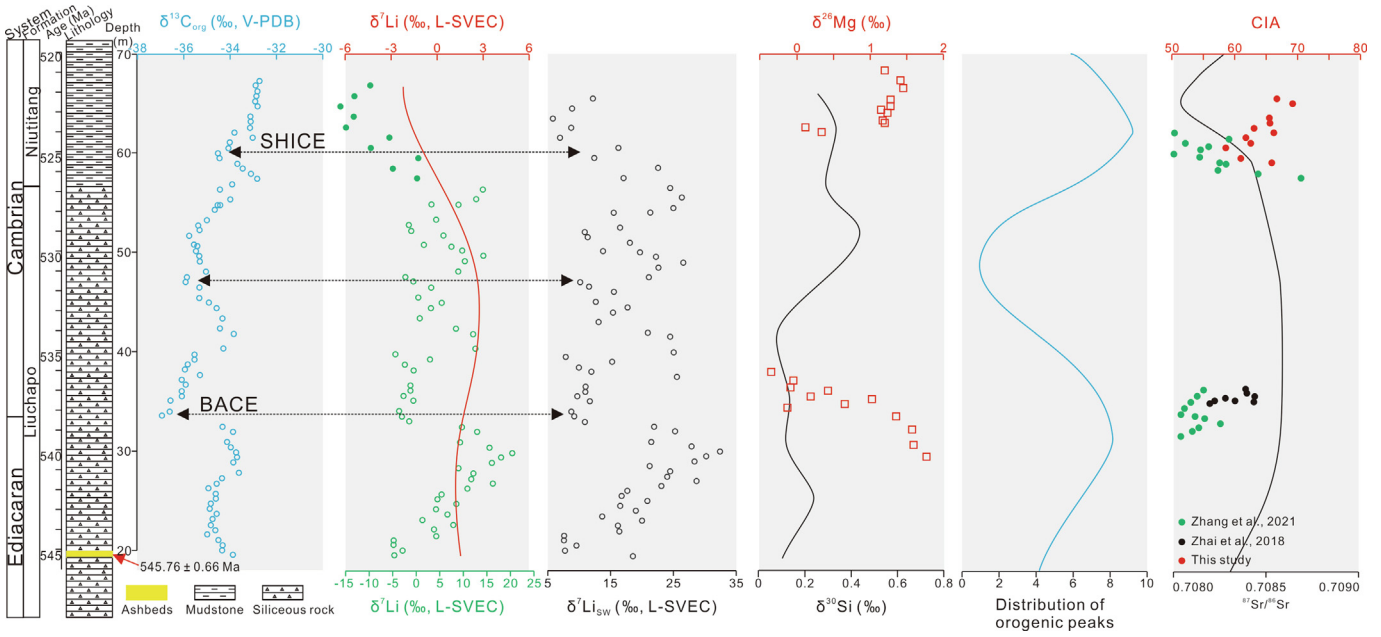 System
Formation
Age (Ma)
Lithology
Depth
(m)
δ¹³Corg (‰, V-PDB)
-38 -36 -34 -32 -30
δ⁷Li (‰, L-SVEC)
-6 -3 0 3 6
δ²⁶Mg (‰)
0 1 2
CIA
50 60 70 80
Cambrian
Ediacaran
Niutitang
Liuchapo
520
525
530
535
540
545
70
60
50
40
30
20
SHICE
BACE
545.76 ± 0.66 Ma
Ashbeds
Mudstone
Siliceous rock
-15 -10 -5 0 5 10 15 20 25
δ⁷Li (‰, L-SVEC)
5 15 25 35
δ⁷LiSW (‰, L-SVEC)
0 0.2 0.4 0.6 0.8 1.0
δ³⁰Si (‰)
0 2 4 6 8 10
Distribution of
orogenic peaks
Zhang et al., 2021
Zhai et al., 2018
This study
0.7080 0.7085 0.7090
⁸⁷Sr/⁸⁶Sr